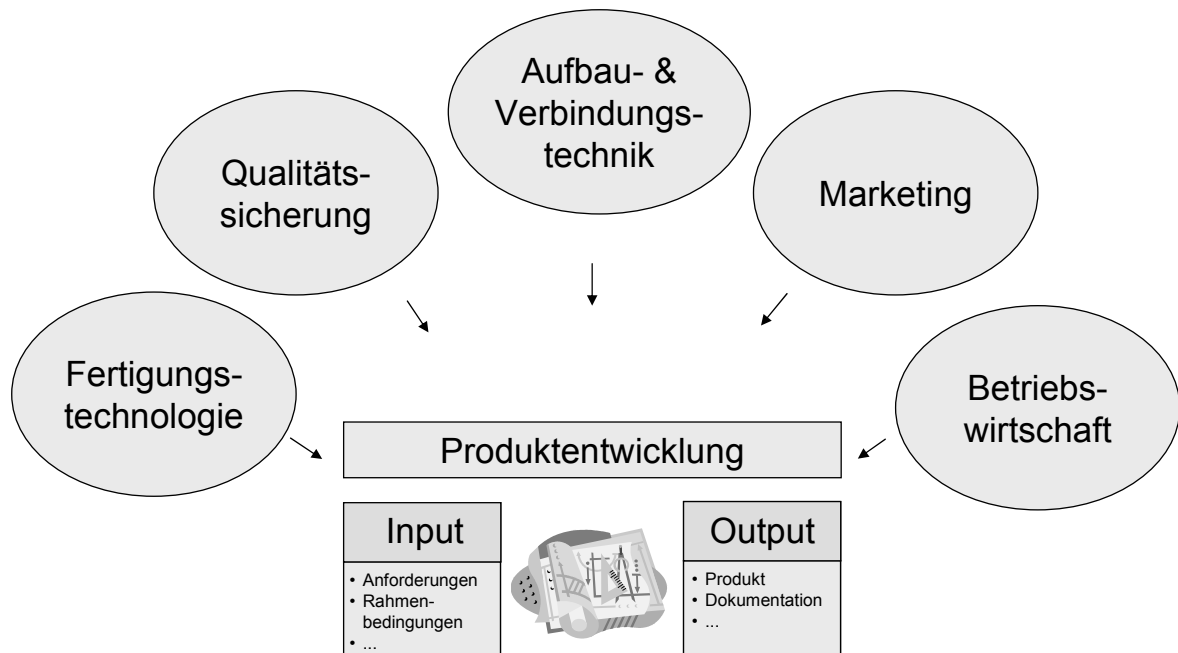 Aufbau- &
Verbindungs-
technik
Qualitäts-
sicherung
Marketing
Fertigungs-
technologie
Betriebs-
wirtschaft
Produktentwicklung
Input
• Anforderungen
• Rahmen-
bedingungen
• ...
Output
• Produkt
• Dokumentation
• ...